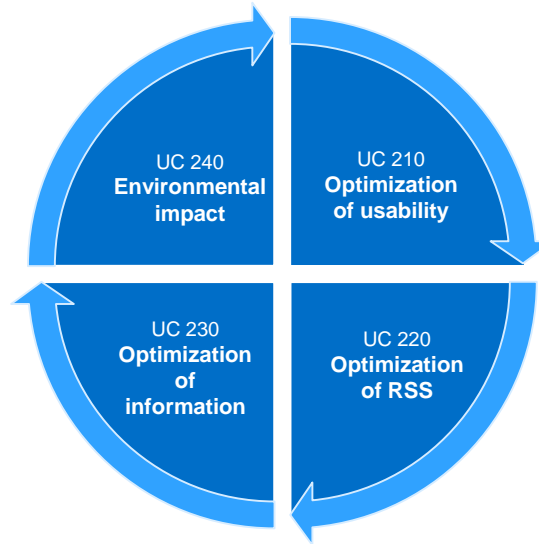 UC 240
Environmental
impact
UC 210
Optimization
of usability
UC 230
Optimization
of
information
UC 220
Optimization
of RSS